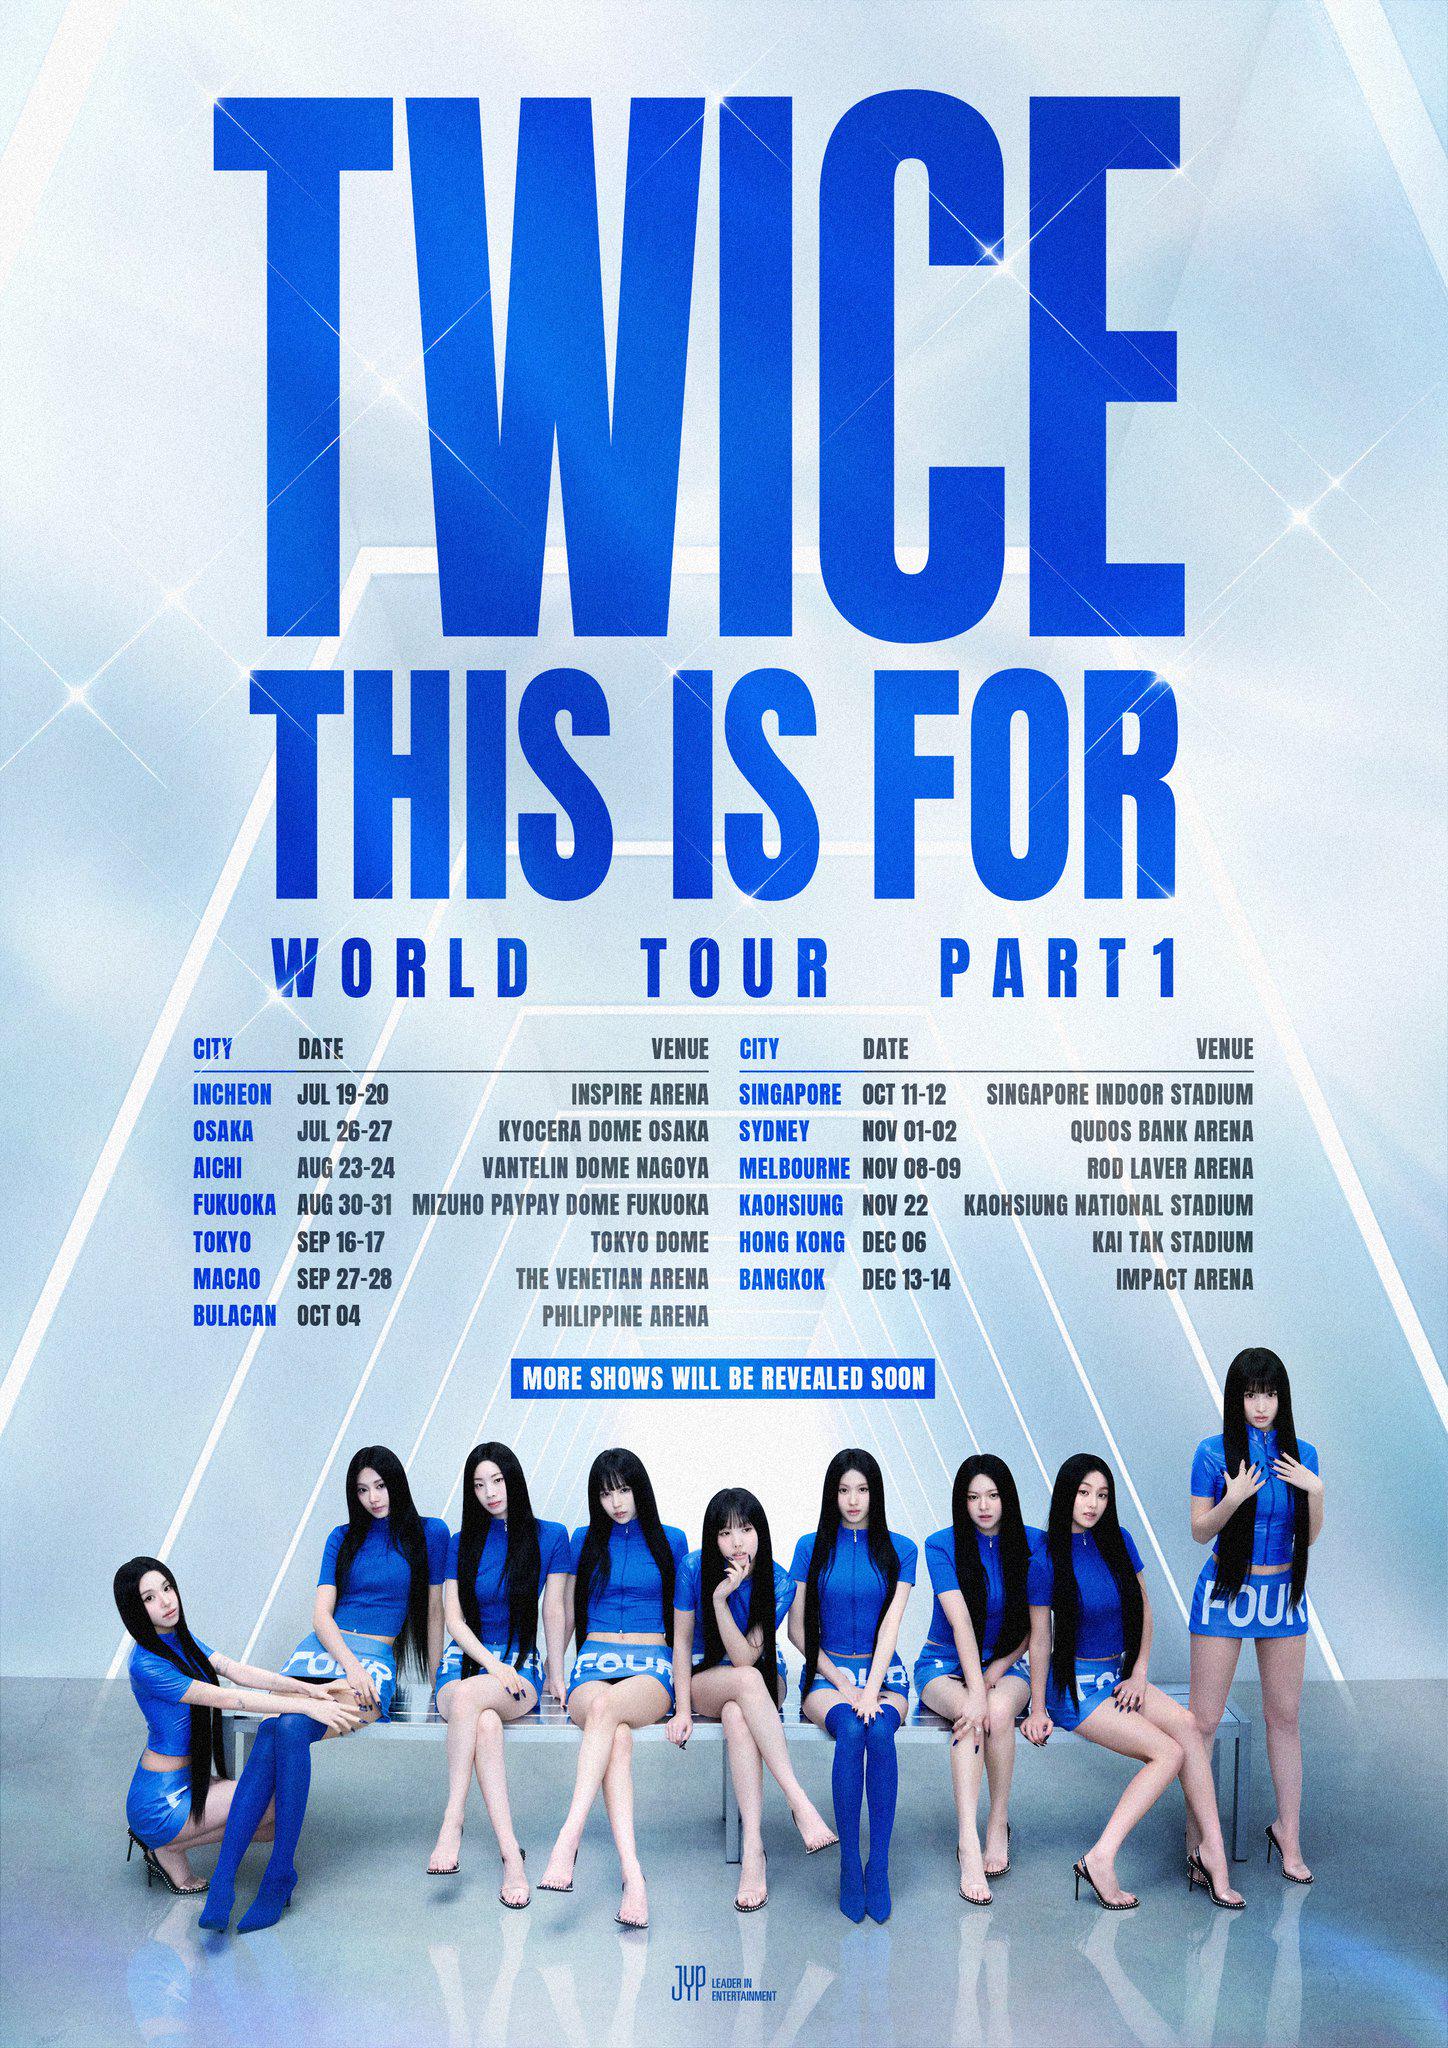 TWICE
THIS IS FOR
WORLD TOUR PART 1
CITY DATE VENUE
INCHEON JUL 19-20 INSPIRE ARENA
OSAKA JUL 26-27 KYOCERA DOME OSAKA
AICHI AUG 23-24 VANTELIN DOME NAGOYA
FUKUOKA AUG 30-31 MIZUHO PAYPAY DOME FUKUOKA
TOKYO SEP 16-17 TOKYO DOME
MACAO SEP 27-28 THE VENETIAN ARENA
BULACAN OCT 04 PHILIPPINE ARENA
CITY DATE VENUE
SINGAPORE OCT 11-12 SINGAPORE INDOOR STADIUM
SYDNEY NOV 01-02 QUDOS BANK ARENA
MELBOURNE NOV 08-09 ROD LAVER ARENA
KAOHSIUNG NOV 22 KAOHSIUNG NATIONAL STADIUM
HONG KONG DEC 06 KAI TAK STADIUM
BANGKOK DEC 13-14 IMPACT ARENA
MORE SHOWS WILL BE REVEALED SOON
FOUR
FOUR
FOUR
FOUR
JYP LEADER IN
ENTERTAINMENT